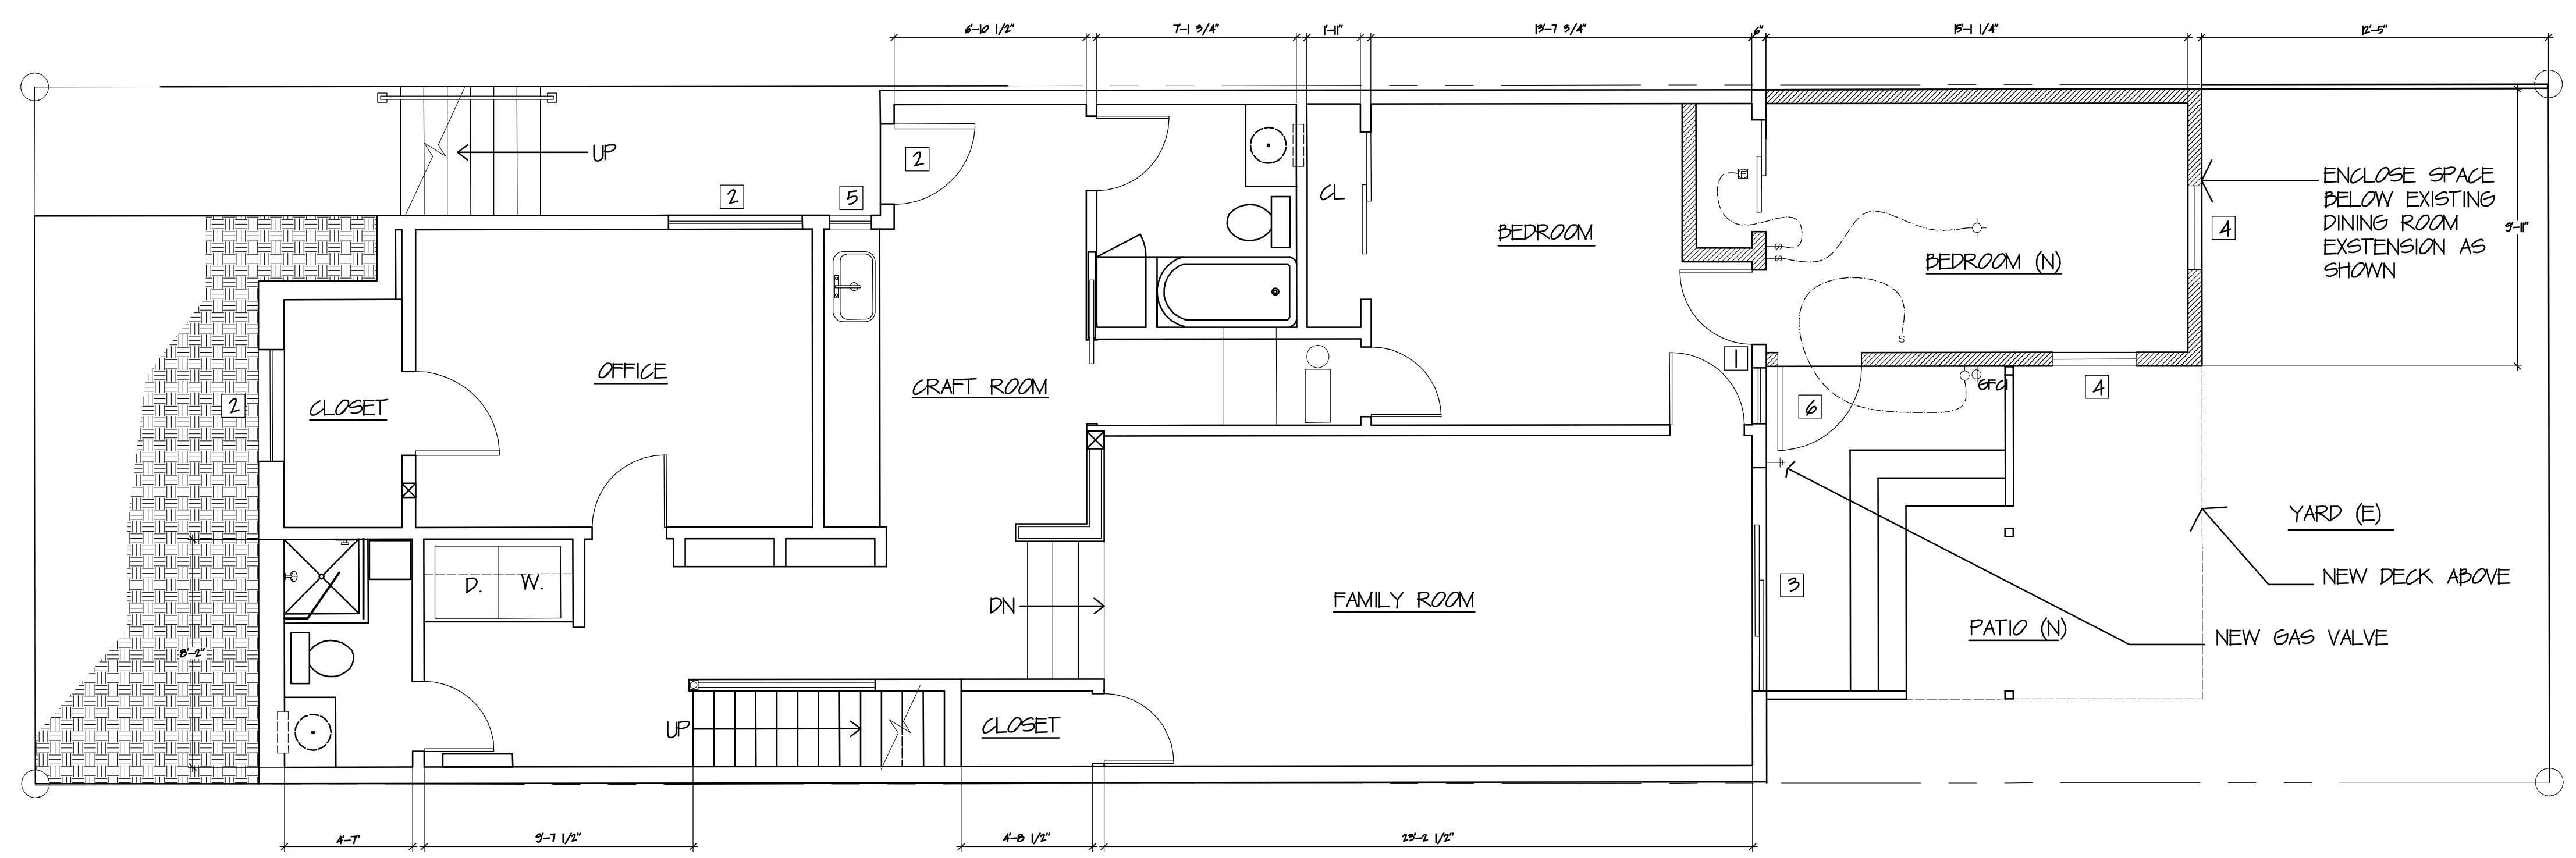 6'-10 1/2"
7'-1 3/4"
1'-11"
13'-7 3/4"
6"
15'-1 1/4"
12'-5"
UP
2
2
5
CL
BEDROOM
BEDROOM (N)
4
ENCLOSE SPACE
BELOW EXISTING
DINING ROOM
EXSTENSION AS
SHOWN
9'-11"
S
S
S
1
OFFICE
CRAFT ROOM
GFCI
4
2
CLOSET
6
YARD (E)
D.
W.
DN
FAMILY ROOM
3
NEW DECK ABOVE
PATIO (N)
NEW GAS VALVE
8'-2"
UP
CLOSET
4'-7"
9'-7 1/2"
4'-8 1/2"
23'-2 1/2"